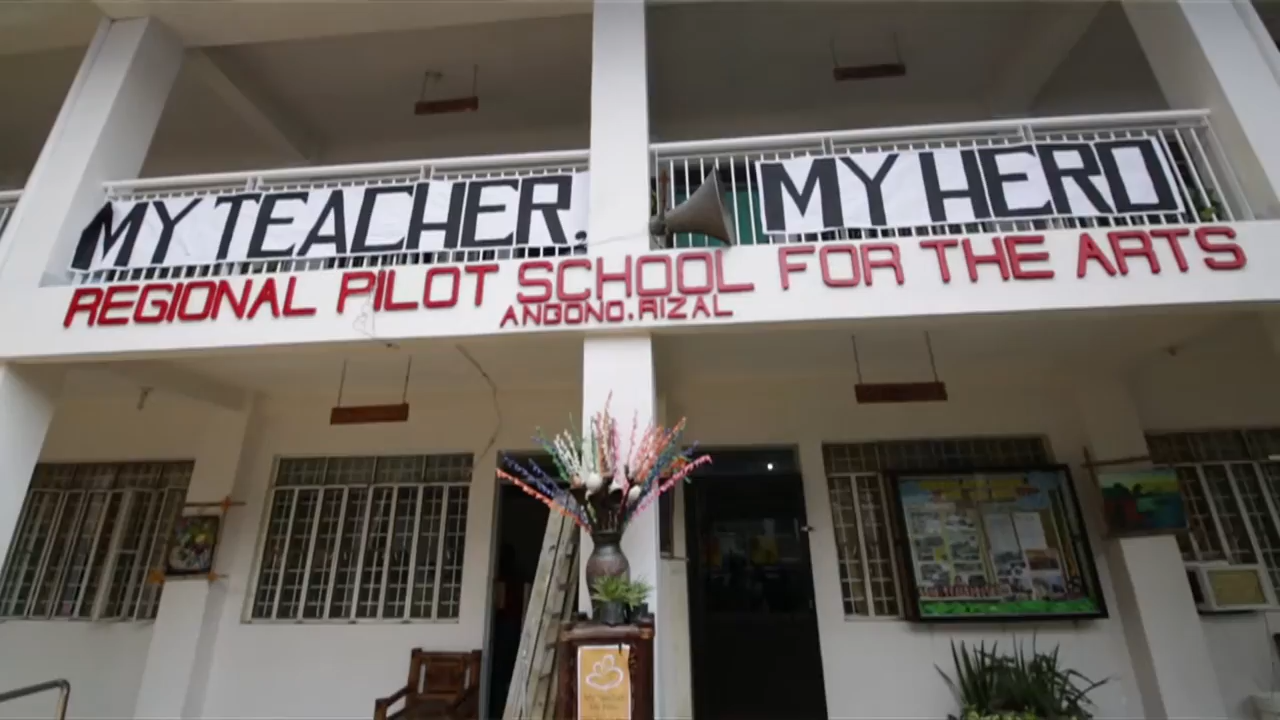 MY TEACHER, MY HERO
REGIONAL PILOT SCHOOL FOR THE ARTS
ANGONO, RIZAL